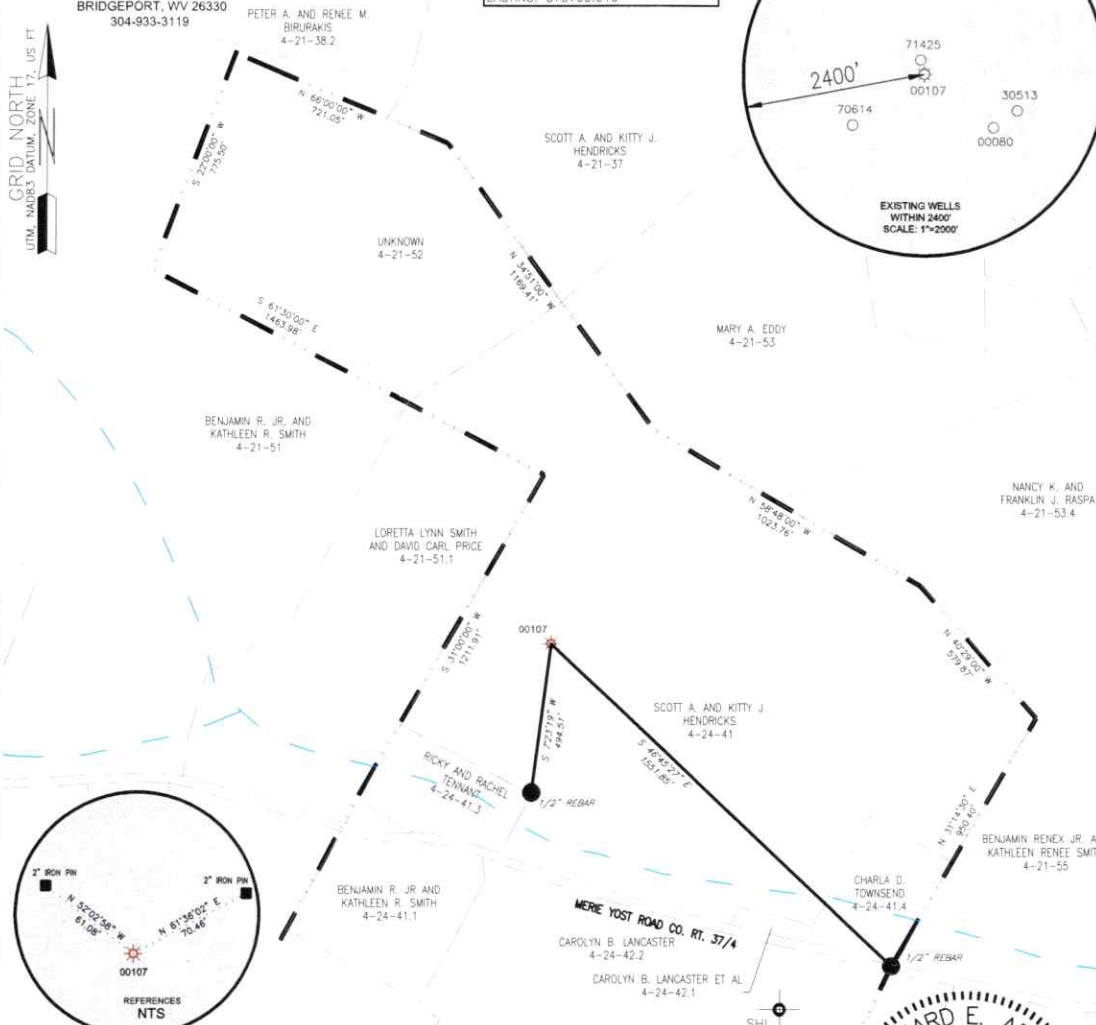 BRIDGEPORT, WV 26330
304-933-3119
GRID NORTH
UTM, NAD83 DATUM, ZONE 17, US FT
N
PETER A. AND RENEE M.
BIRURAKIS
4-21-38.2
N 66°00'00" W
721.05'
S 22°00'00" W
775.50'
SCOTT A. AND KITTY J.
HENDRICKS
4-21-37
71425
2400'
00107
30513
70614
00080
EXISTING WELLS
WITHIN 2400'
SCALE: 1"=2000'
UNKNOWN
4-21-52
N 34°51'00" W
1169.41'
S 61°30'00" E
1463.98'
MARY A. EDDY
4-21-53
BENJAMIN R. JR. AND
KATHLEEN R. SMITH
4-21-51
NANCY K. AND
FRANKLIN J. RASPA
4-21-53.4
N 58°48'00" W
1023.76'
LORETTA LYNN SMITH
AND DAVID CARL PRICE
4-21-51.1
S 31°00'00" W
1211.91'
00107
N 40°29'00" W
579.87'
S 7°23'19" W
494.51'
SCOTT A. AND KITTY J.
HENDRICKS
4-24-41
S 46°45'27" E
1551.85'
RICKY AND RACHEL
TENNANT
4-24-41.3
1/2" REBAR
N 31°14'30" E
950.40'
BENJAMIN RENEX JR. A
KATHLEEN RENEE SMIT
4-21-55
2" IRON PIN
2" IRON PIN
N 52°02'56" W
61.08'
N 61°36'02" E
70.46'
00107
REFERENCES
NTS
BENJAMIN R. JR AND
KATHLEEN R. SMITH
4-24-41.1
CHARLA D.
TOWNSEND
4-24-41.4
MERIE YOST ROAD CO. RT. 37/4
CAROLYN B. LANCASTER
4-24-42.2
CAROLYN B. LANCASTER ET AL
4-24-42.1
1/2" REBAR
SHL
ARD E.